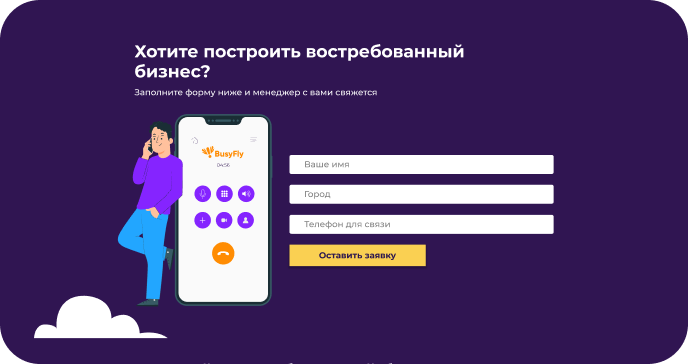 Хотите построить востребованный
бизнес?
Заполните форму ниже и менеджер с вами свяжется
BusyFly
04:56
Ваше имя
Город
Телефон для связи
Оставить заявку